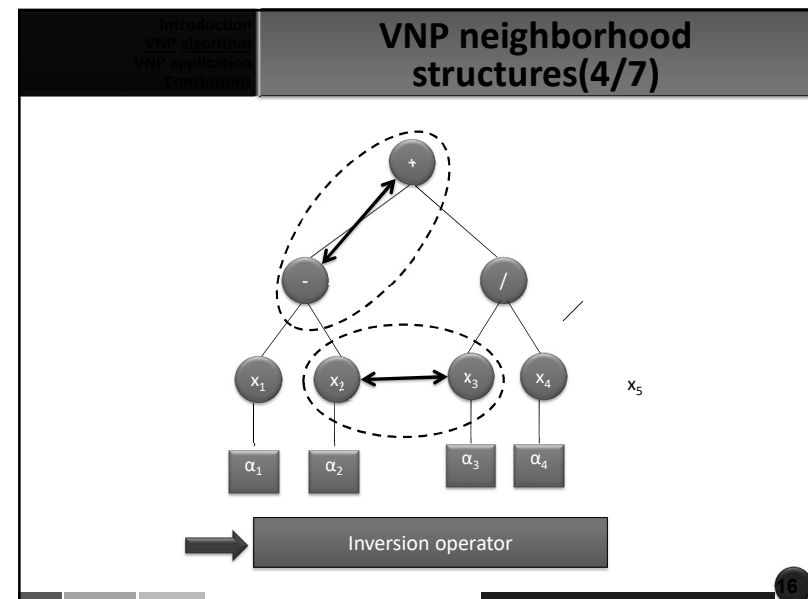 Introduction
VNP algorithm
VNP application
Conclusions
VNP neighborhood
structures(4/7)
+
-
/
x₁
x₂
x₃
x₄
x₅
α₁
α₂
α₃
α₄
Inversion operator
16